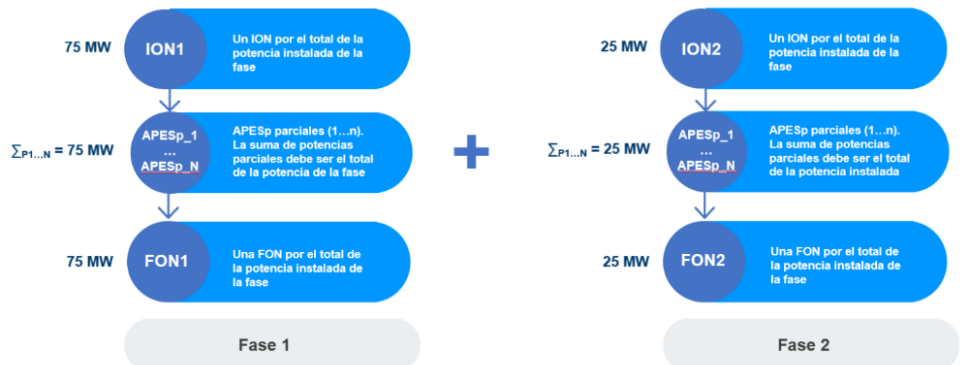 75 MW
ION1
Un ION por el total de la
potencia instalada de la
fase
∑P1...N = 75 MW
APESp_1
...
APESp_N
APESp parciales (1...n).
La suma de potencias
parciales debe ser el total
de la potencia de la fase
75 MW
FON1
Una FON por el total de
la potencia instalada de
la fase
Fase 1
+
25 MW
ION2
Un ION por el total de la
potencia instalada de la
fase
∑P1...N = 25 MW
APESp_1
...
APESp_N
APESp parciales (1...n).
La suma de potencias
parciales debe ser el total
de la potencia instalada
25 MW
FON2
Una FON por el total de
la potencia instalada de
la fase
Fase 2